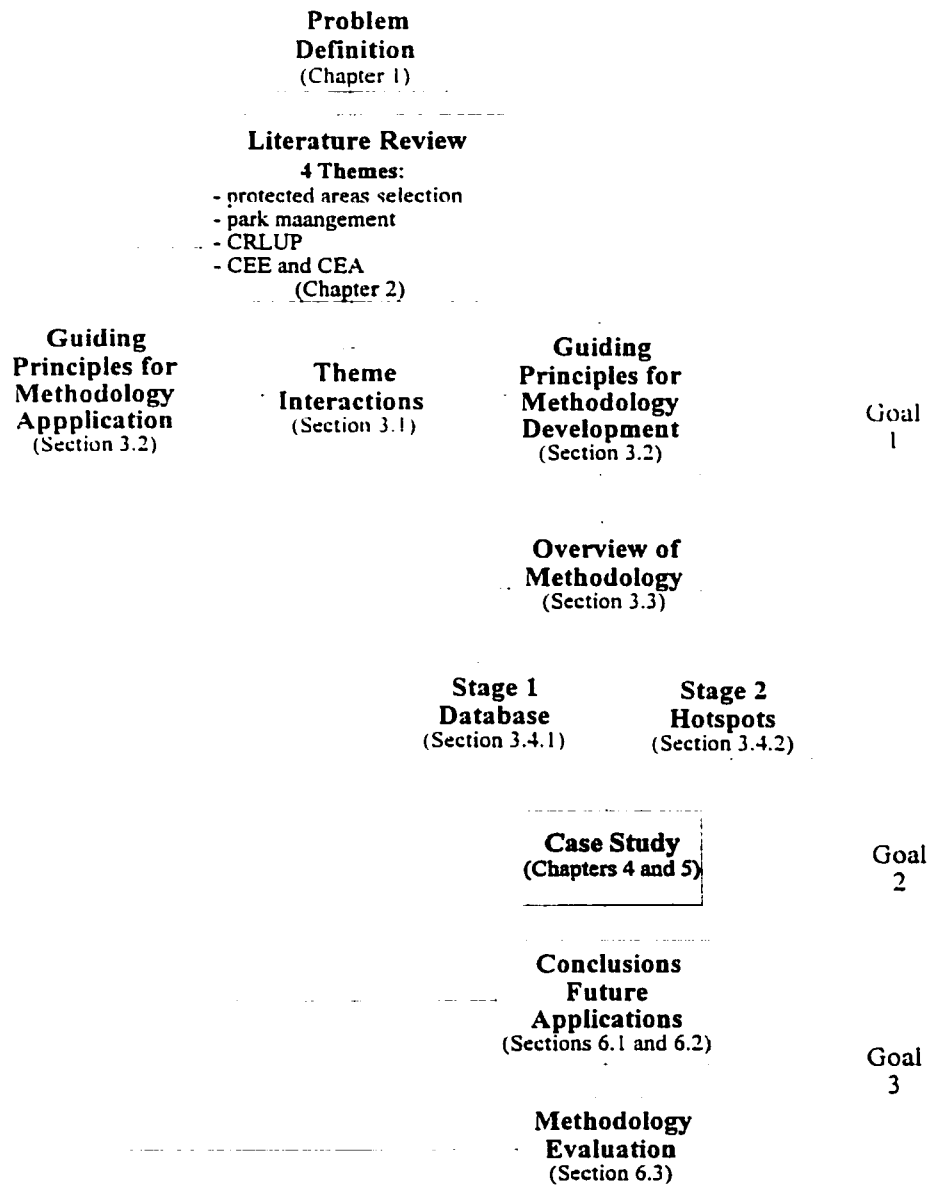 Problem
Definition
(Chapter 1)
Literature Review
4 Themes:
- protected areas selection
- park maangement
- CRLUP
- CEE and CEA
(Chapter 2)
Guiding
Principles for
Methodology
Appplication
(Section 3.2)
Theme
Interactions
(Section 3.1)
Guiding
Principles for
Methodology
Development
(Section 3.2)
Goal
1
Overview of
Methodology
(Section 3.3)
Stage 1
Database
(Section 3.4.1)
Stage 2
Hotspots
(Section 3.4.2)
Case Study
(Chapters 4 and 5)
Goal
2
Conclusions
Future
Applications
(Sections 6.1 and 6.2)
Goal
3
Methodology
Evaluation
(Section 6.3)